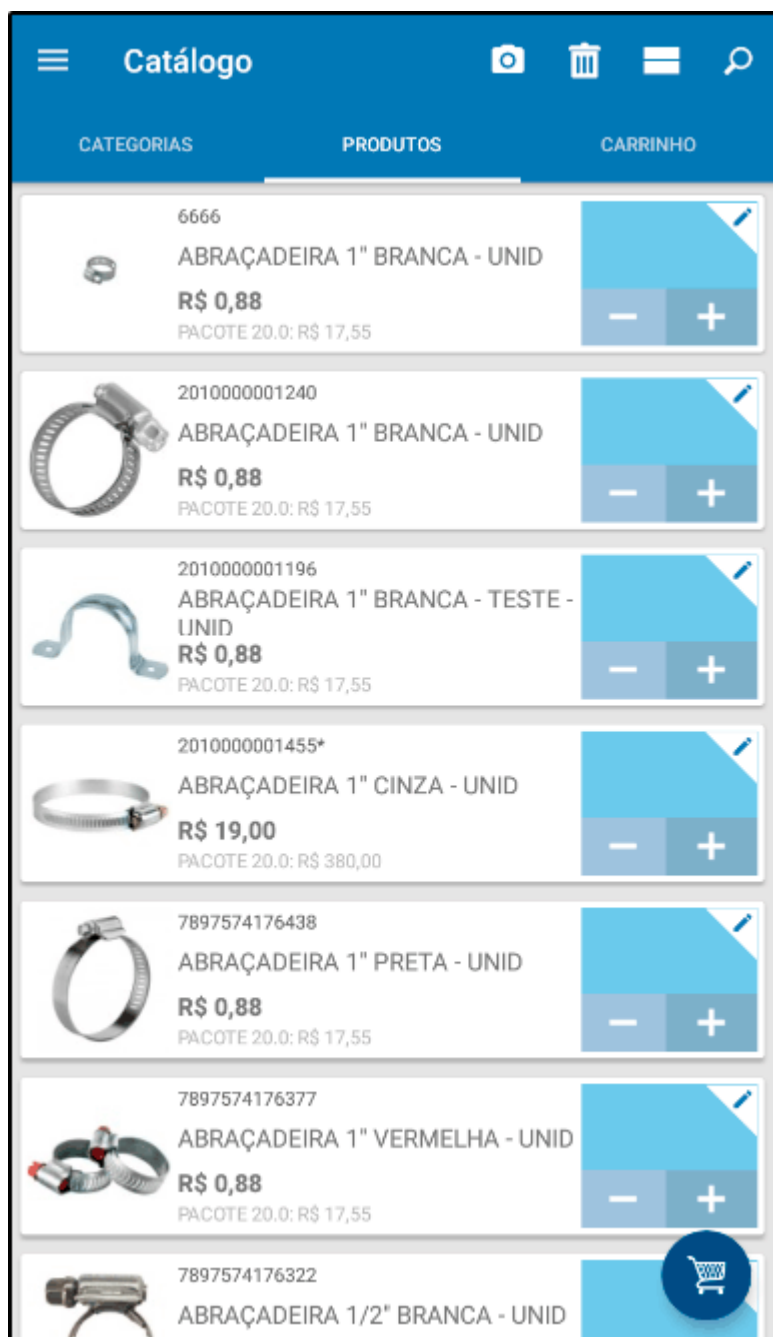 Catálogo
CATEGORIAS
PRODUTOS
CARRINHO
6666
ABRAÇADEIRA 1" BRANCA - UNID
R$ 0,88
PACOTE 20.0: R$ 17,55
2010000001240
ABRAÇADEIRA 1" BRANCA - UNID
R$ 0,88
PACOTE 20.0: R$ 17,55
2010000001196
ABRAÇADEIRA 1" BRANCA - TESTE -
UNID
R$ 0,88
PACOTE 20.0: R$ 17,55
2010000001455*
ABRAÇADEIRA 1" CINZA - UNID
R$ 19,00
PACOTE 20.0: R$ 380,00
7897574176438
ABRAÇADEIRA 1" PRETA - UNID
R$ 0,88
PACOTE 20.0: R$ 17,55
7897574176377
ABRAÇADEIRA 1" VERMELHA - UNID
R$ 0,88
PACOTE 20.0: R$ 17,55
7897574176322
ABRAÇADEIRA 1/2" BRANCA - UNID